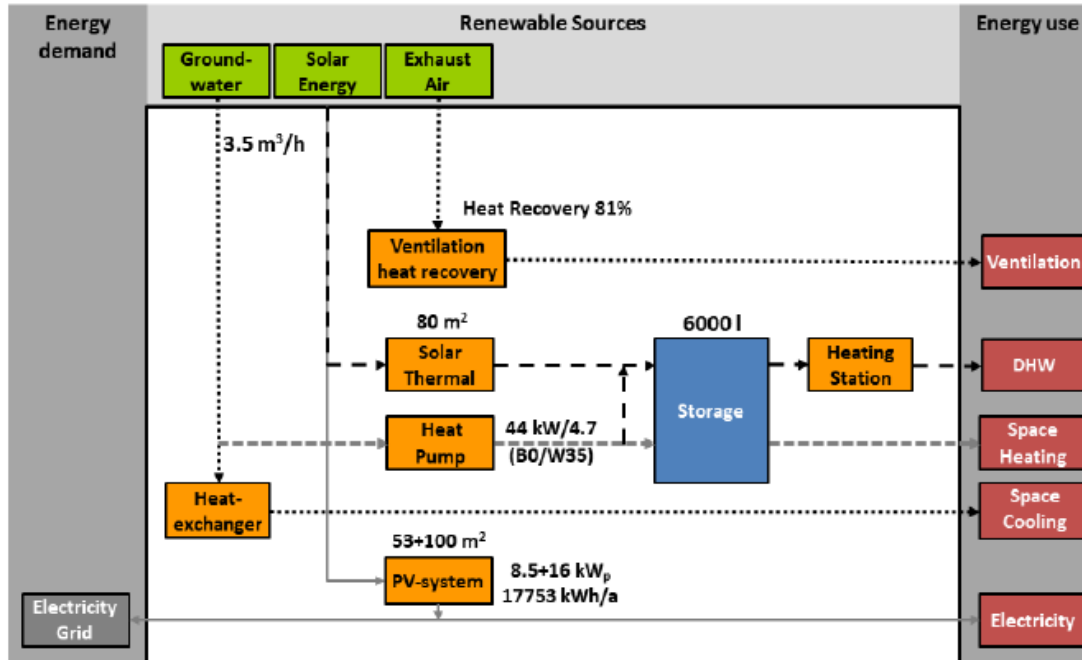 Energy
demand
Renewable Sources
Energy use
Ground-
water
Solar
Energy
Exhaust
Air
3.5 m³/h
Heat Recovery 81%
Ventilation
heat recovery
Ventilation
80 m²
6000 l
Solar
Thermal
Storage
Heating
Station
DHW
Heat
Pump
44 kW/4.7
(B0/W35)
Space
Heating
Heat-
exchanger
Space
Cooling
53+100 m²
PV-system
8.5+16 kWₚ
17753 kWh/a
Electricity
Grid
Electricity